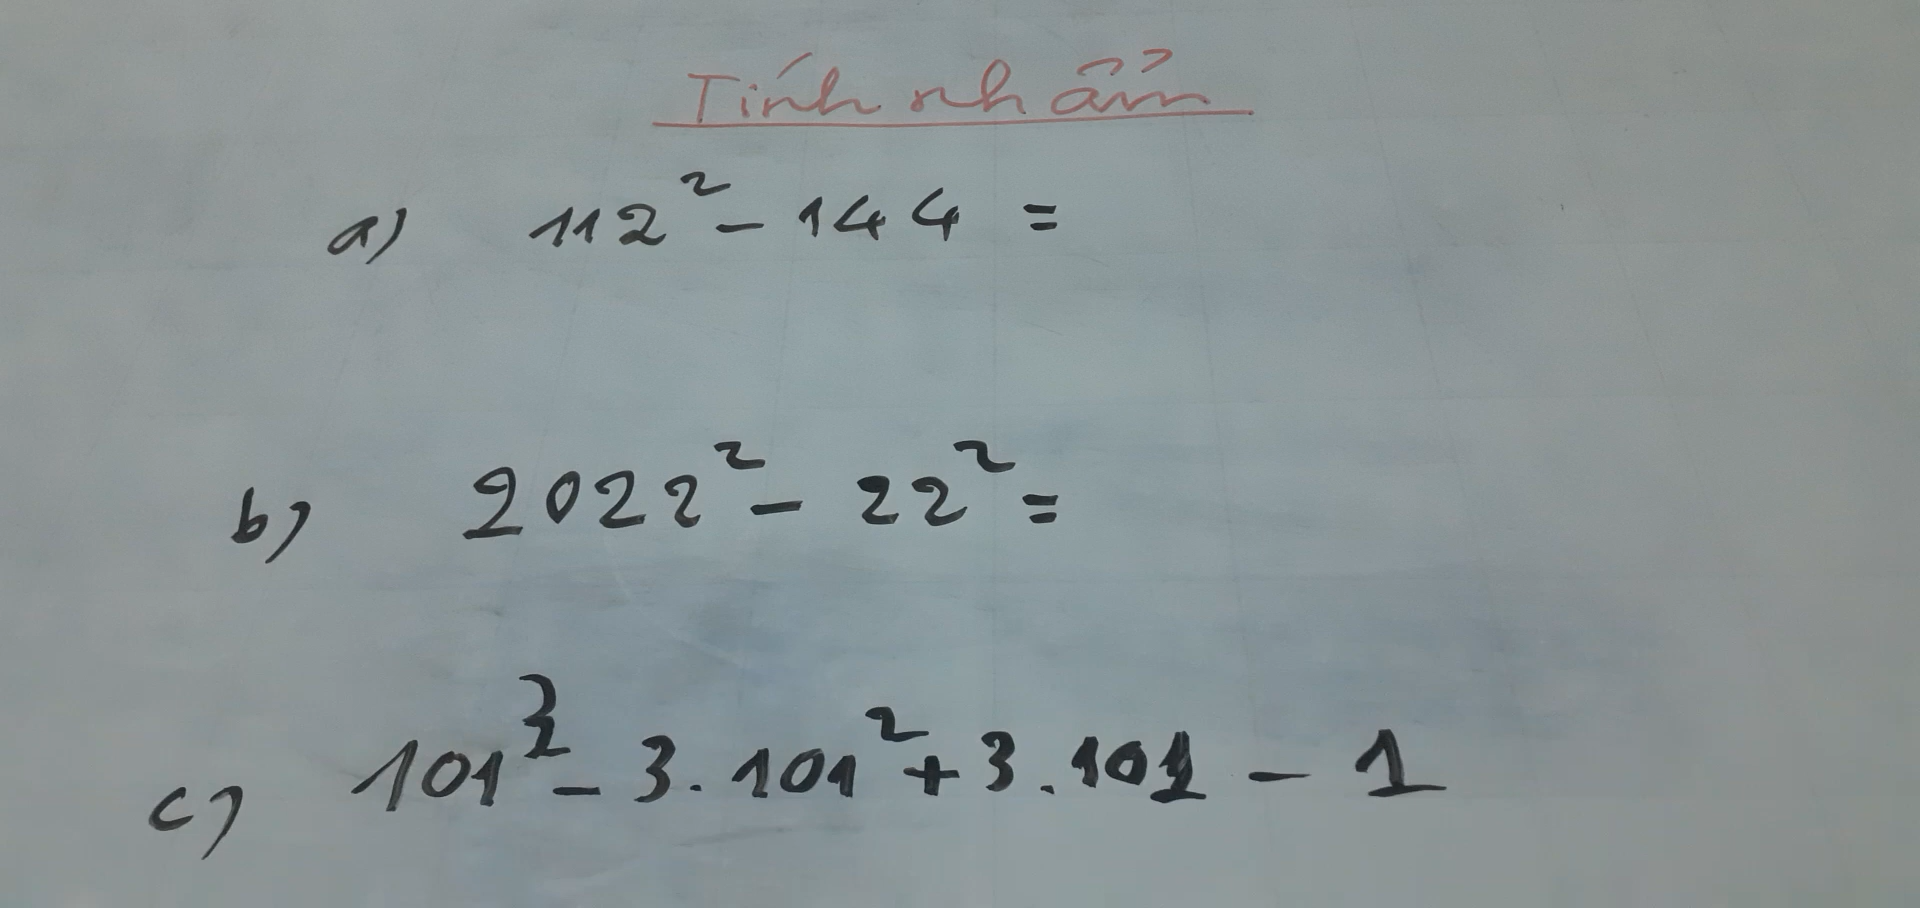 Tính nhẩm
a) 112² - 144 =
b) 2022² - 22² =
c) 101³ - 3.101² + 3.101 - 1